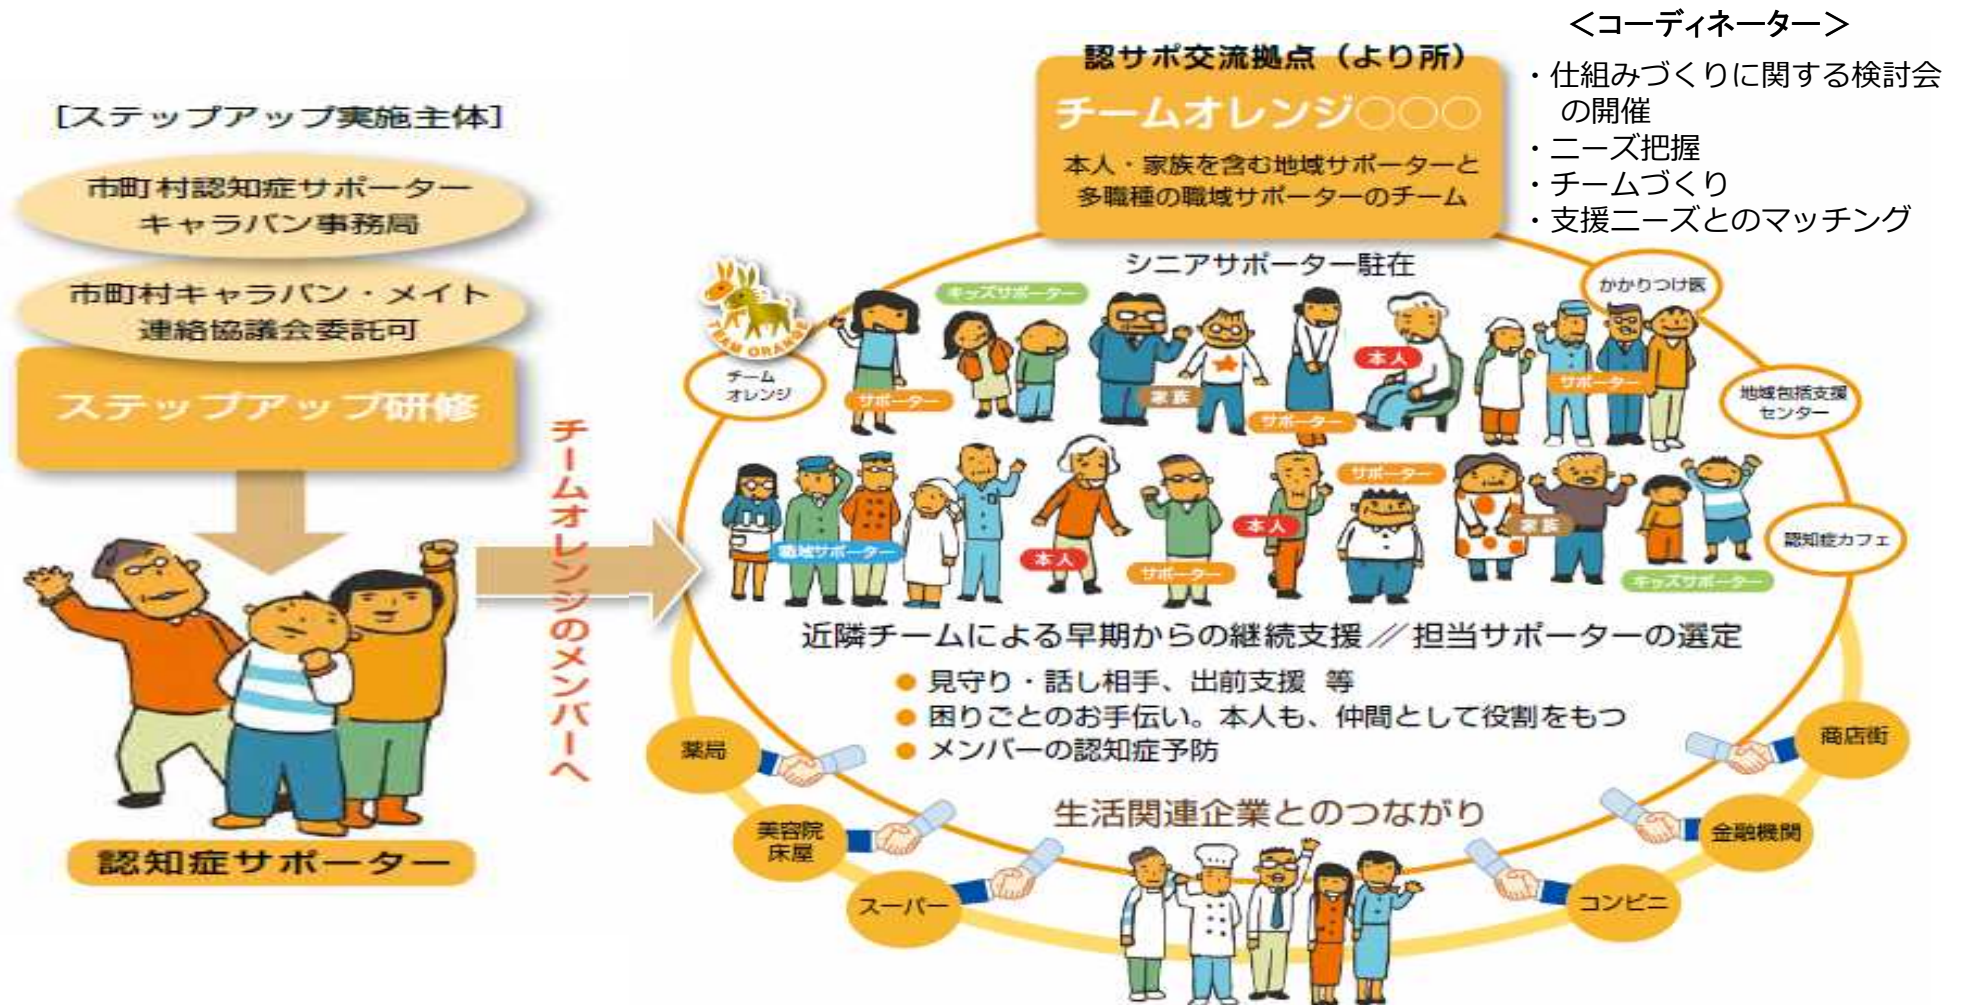 [ステップアップ実施主体]
市町村認知症サポーター
キャラバン事務局
市町村キャラバン・メイト
連絡協議会委託可
ステップアップ研修
認知症サポーター
チームオレンジのメンバーへ
認サポ交流拠点（より所）
チームオレンジ○○○
本人・家族を含む地域サポーターと
多職種の職域サポーターのチーム
＜コーディネーター＞
・仕組みづくりに関する検討会
の開催
・ニーズ把握
・チームづくり
・支援ニーズとのマッチング
シニアサポーター駐在
TEAM ORANGE
チーム
オレンジ
かかりつけ医
地域包括支援
センター
認知症カフェ
キッズサポーター
サポーター
家族
サポーター
本人
サポーター
職域サポーター
本人
サポーター
本人
サポーター
家族
キッズサポーター
近隣チームによる早期からの継続支援//担当サポーターの選定
●見守り・話し相手、出前支援 等
●困りごとのお手伝い。本人も、仲間として役割をもつ
●メンバーの認知症予防
生活関連企業とのつながり
薬局
美容院
床屋
スーパー
コンビニ
金融機関
商店街